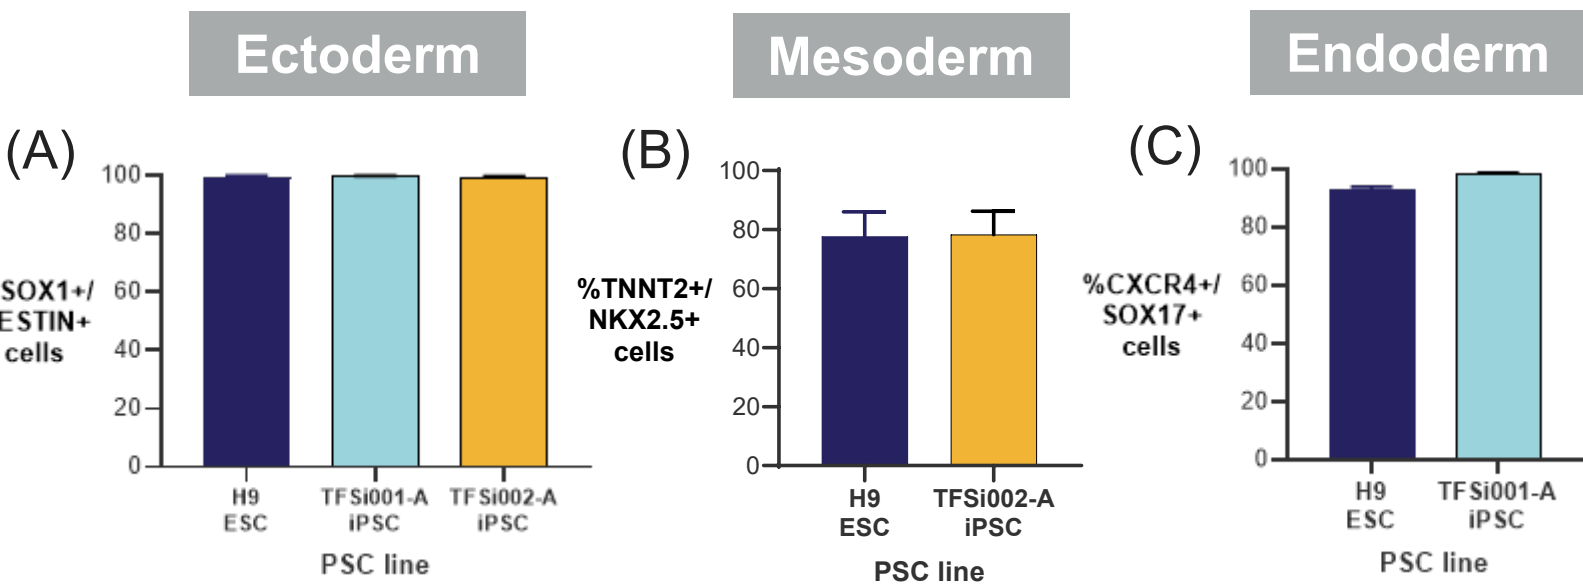 Ectoderm
Mesoderm
Endoderm
(A)
100
80
60
40
20
0
SOX1+/
ESTIN+
cells
H9
ESC
TFSi001-A
iPSC
TFSi002-A
iPSC
PSC line
(B)
100
80
60
40
20
0
%TNNT2+/
NKX2.5+
cells
H9
ESC
TFSi002-A
iPSC
PSC line
(C)
100
80
60
40
20
0
%CXCR4+/
SOX17+
cells
H9
ESC
TFSi001-A
iPSC
PSC line